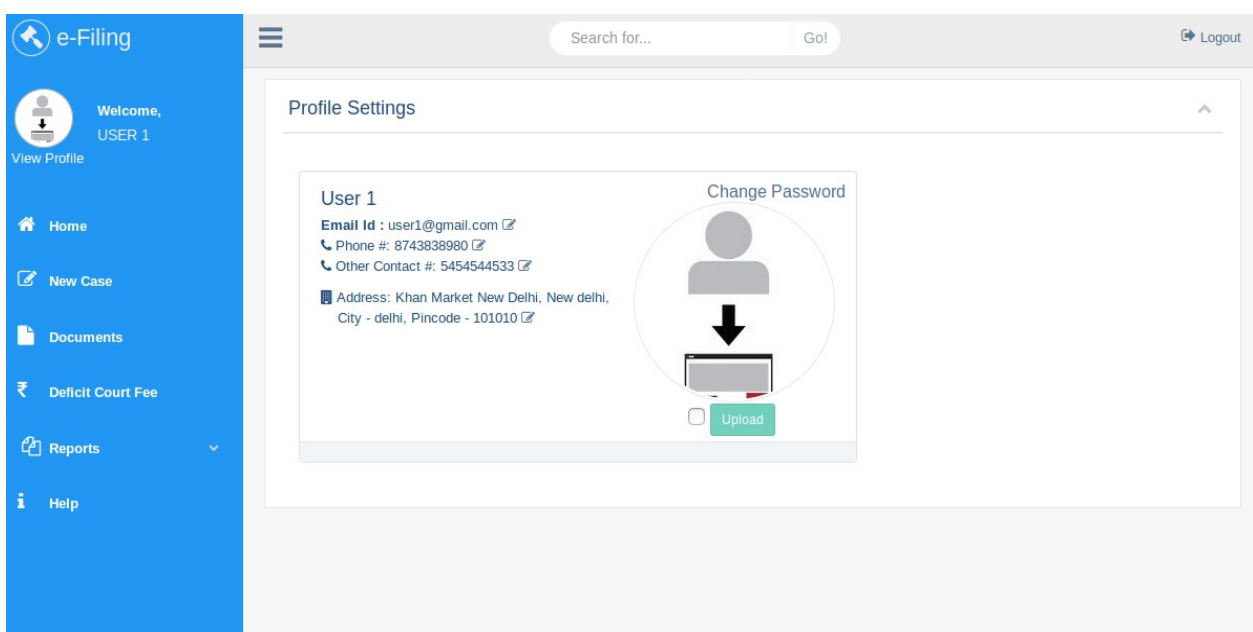 e-Filing
Search for...
Go!
Logout
Welcome,
USER 1
View Profile
Home
New Case
Documents
₹ Deficit Court Fee
Reports
Help
Profile Settings
User 1
Change Password
Email Id : user1@gmail.com
Phone #: 8743838980
Other Contact #: 5454544533
Address: Khan Market New Delhi, New delhi,
City - delhi, Pincode - 101010
Upload